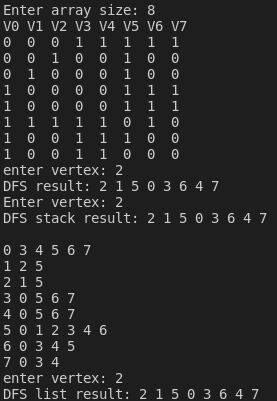 Enter array size: 8
V0 V1 V2 V3 V4 V5 V6 V7
0  0  0  1  1  1  1  1
0  0  1  0  0  1  0  0
0  1  0  0  0  1  0  0
1  0  0  0  0  1  1  1
1  0  0  0  0  1  1  1
1  1  1  1  1  0  1  0
1  0  0  1  1  1  0  0
1  0  0  1  1  0  0  0
enter vertex: 2
DFS result: 2 1 5 0 3 6 4 7
Enter vertex: 2
DFS stack result: 2 1 5 0 3 6 4 7
0 3 4 5 6 7
1 2 5
2 1 5
3 0 5 6 7
4 0 5 6 7
5 0 1 2 3 4 6
6 0 3 4 5
7 0 3 4
enter vertex: 2
DFS list result: 2 1 5 0 3 6 4 7